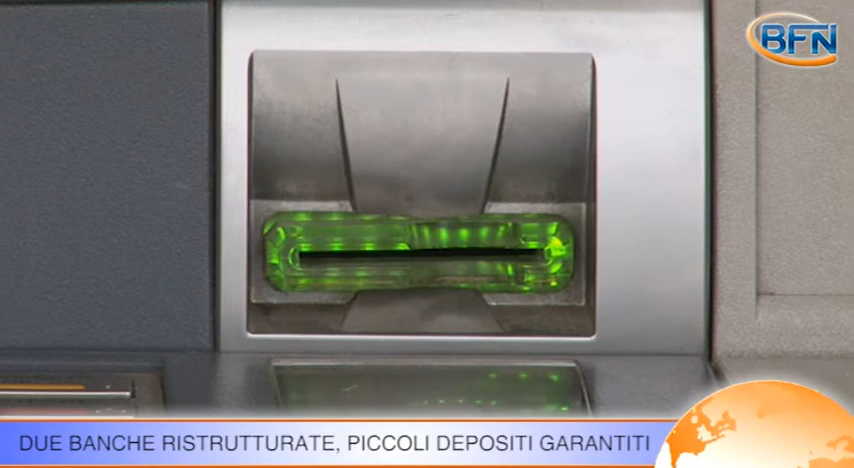 BFN
DUE BANCHE RISTRUTTURATE, PICCOLI DEPOSITI GARANTITI